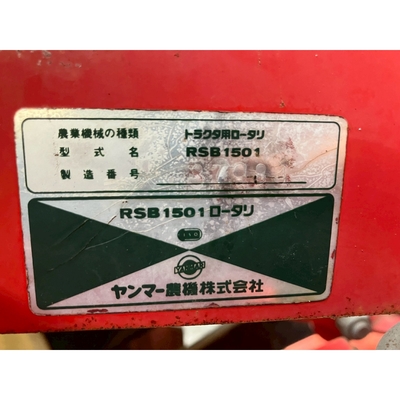 農業機械の種類 トラクタ用ロータリ
型式名 RSB1501
製造番号
RSB1501ロータリ
YANMAR
ヤンマー農機株式会社